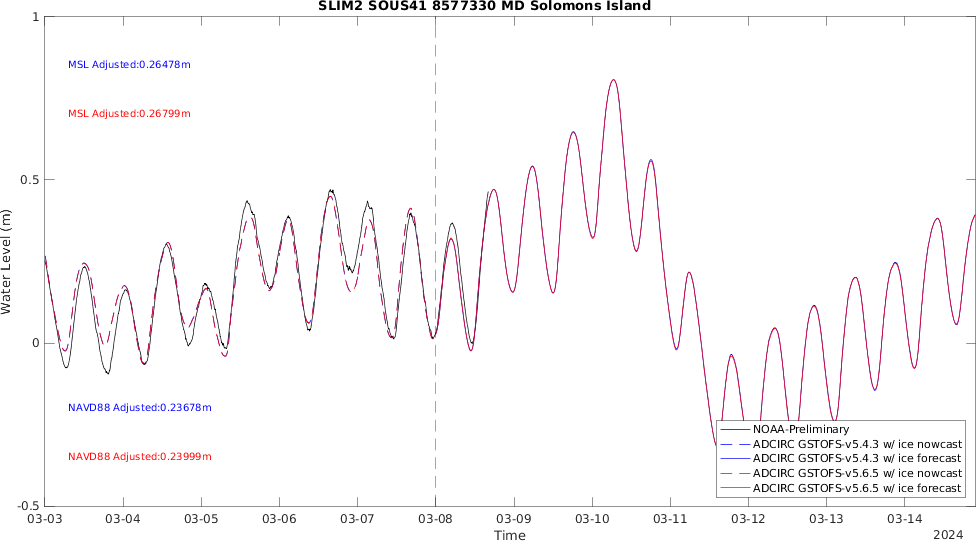 SLIM2 SOUS41 8577330 MD Solomons Island
1
MSL Adjusted:0.26478m
MSL Adjusted:0.26799m
0.5
Water Level (m)
0
NAVD88 Adjusted:0.23678m
NAVD88 Adjusted:0.23999m
NOAA-Preliminary
ADCIRC GSTOFS-v5.4.3 w/ ice nowcast
ADCIRC GSTOFS-v5.4.3 w/ ice forecast
ADCIRC GSTOFS-v5.6.5 w/ ice nowcast
ADCIRC GSTOFS-v5.6.5 w/ ice forecast
-0.5
03-03 03-04 03-05 03-06 03-07 03-08 03-09 03-10 03-11 03-12 03-13 03-14
Time
2024